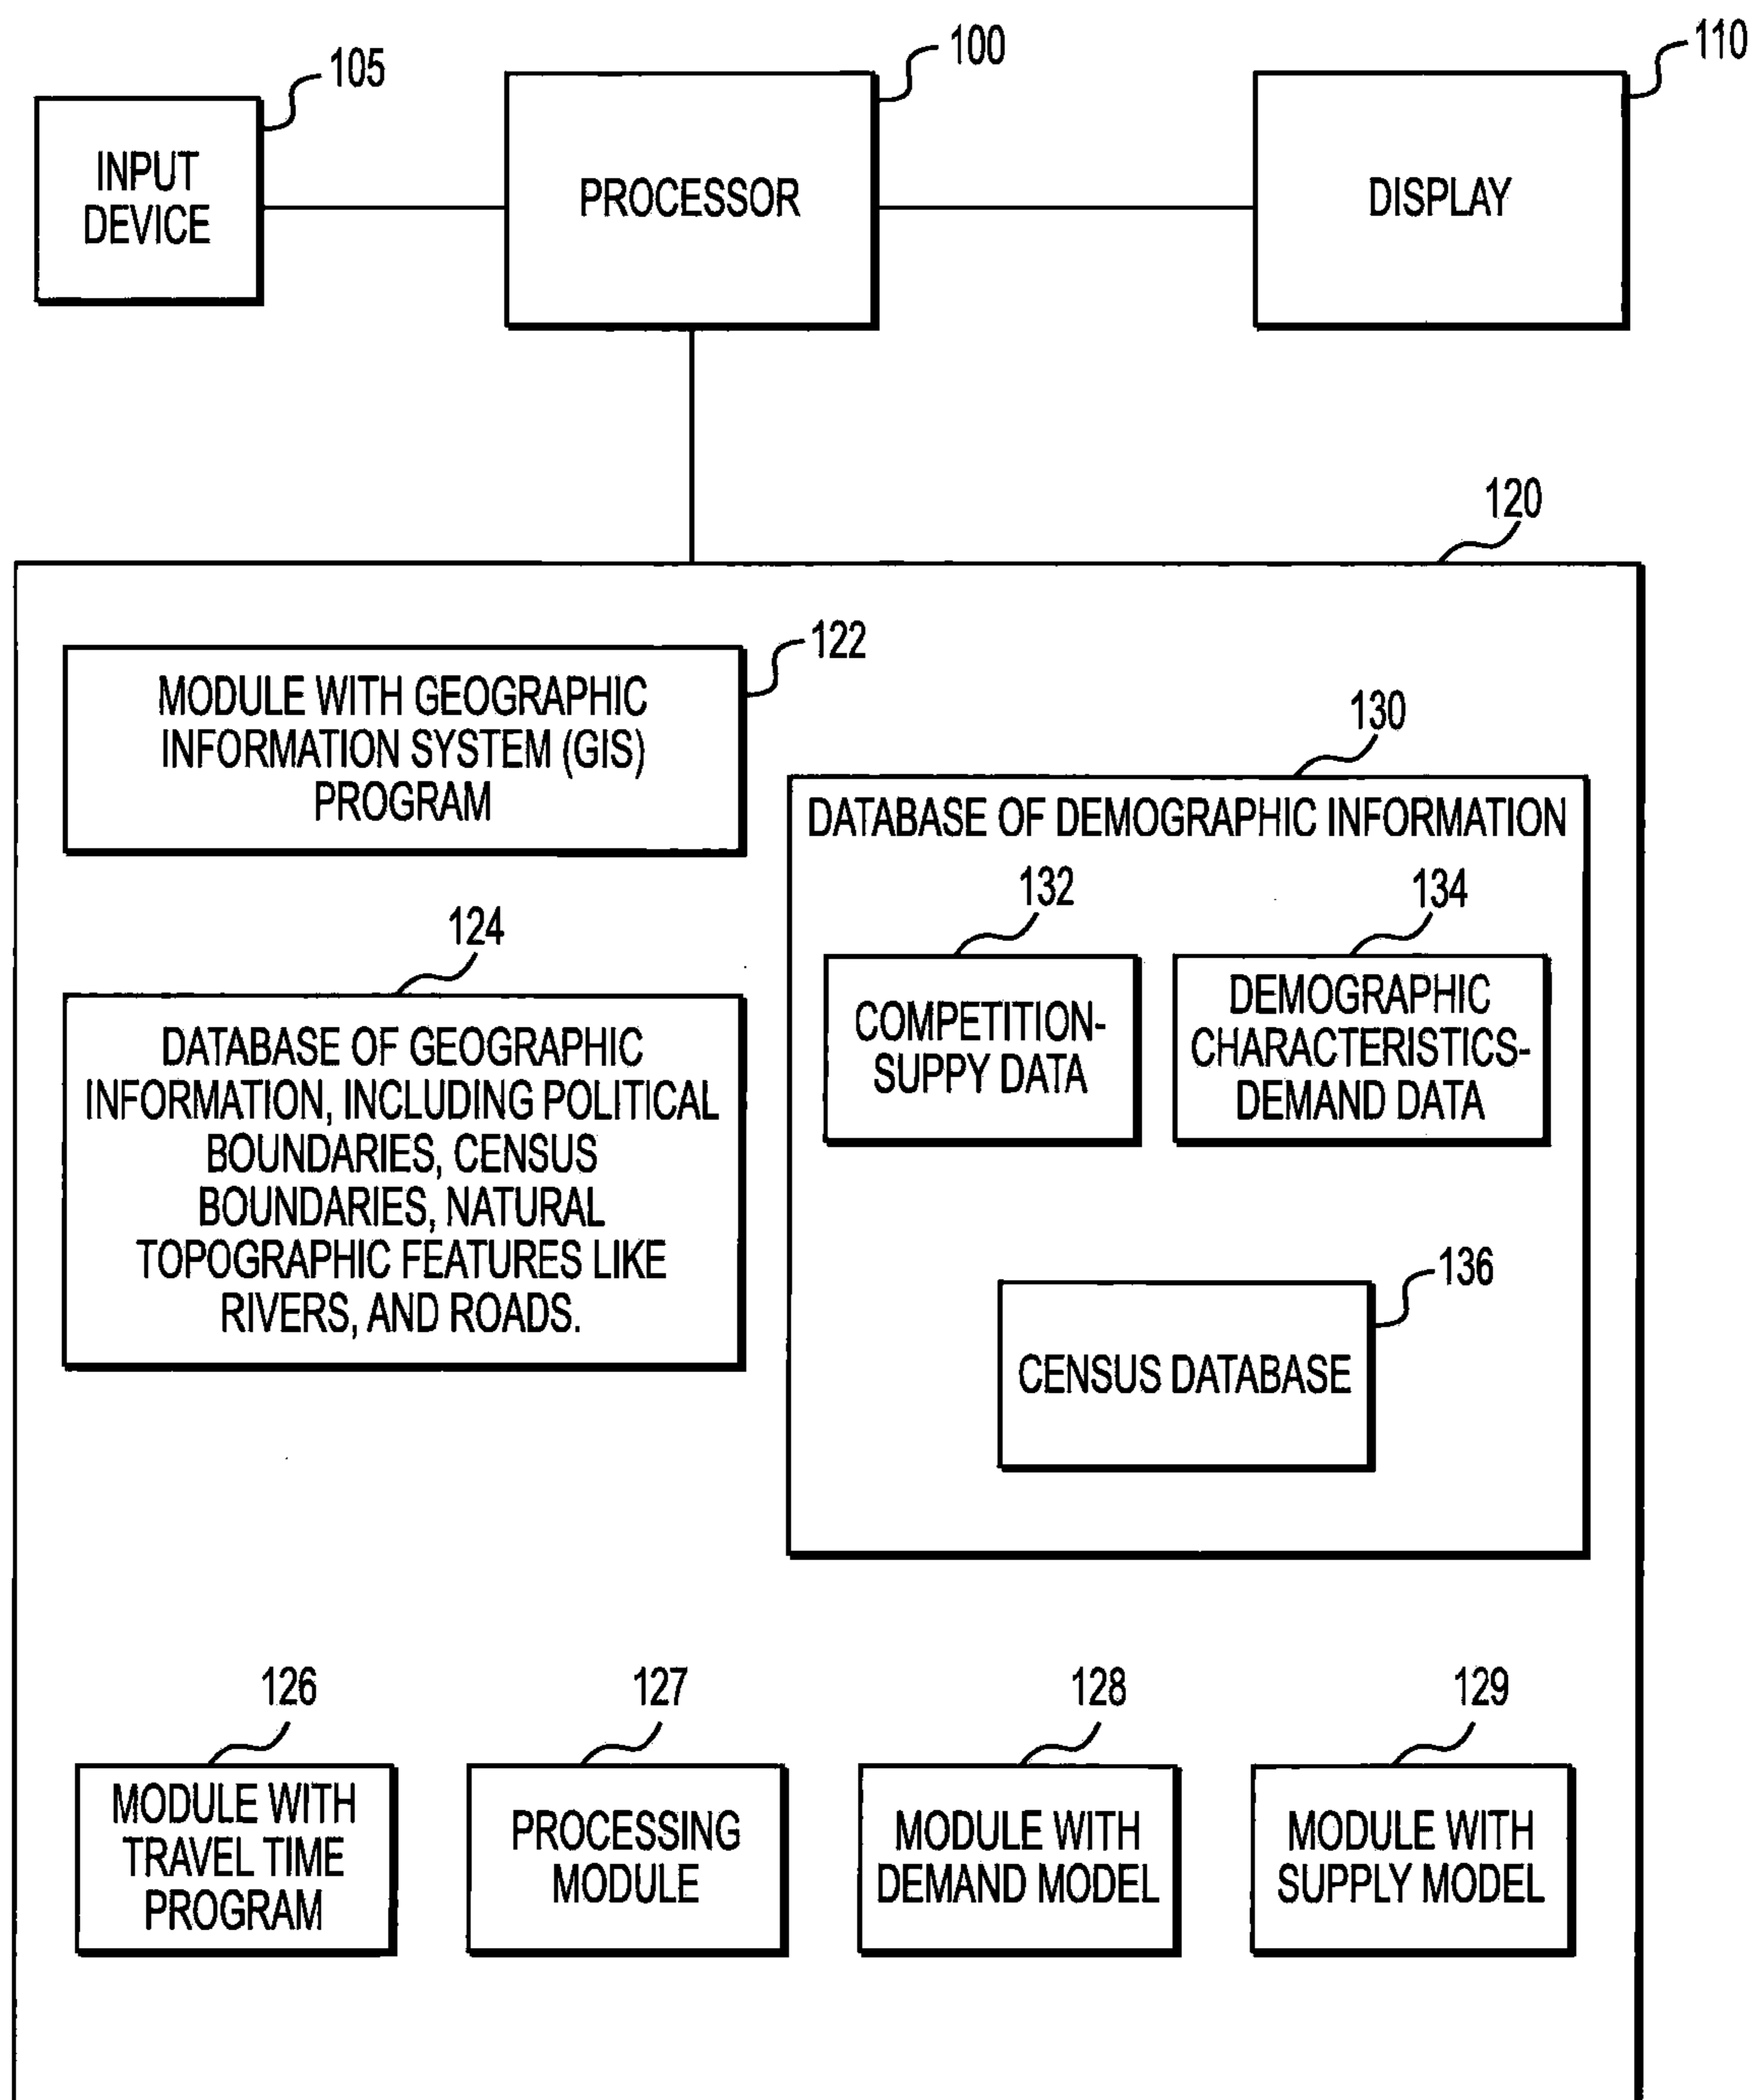 105
100
110
INPUT
DEVICE
PROCESSOR
DISPLAY
120
122
MODULE WITH GEOGRAPHIC
INFORMATION SYSTEM (GIS)
PROGRAM
130
DATABASE OF DEMOGRAPHIC INFORMATION
132
134
COMPETITION-
SUPPY DATA
DEMOGRAPHIC
CHARACTERISTICS-
DEMAND DATA
124
DATABASE OF GEOGRAPHIC
INFORMATION, INCLUDING POLITICAL
BOUNDARIES, CENSUS
BOUNDARIES, NATURAL
TOPOGRAPHIC FEATURES LIKE
RIVERS, AND ROADS.
136
CENSUS DATABASE
126
127
128
129
MODULE WITH
TRAVEL TIME
PROGRAM
PROCESSING
MODULE
MODULE WITH
DEMAND MODEL
MODULE WITH
SUPPLY MODEL